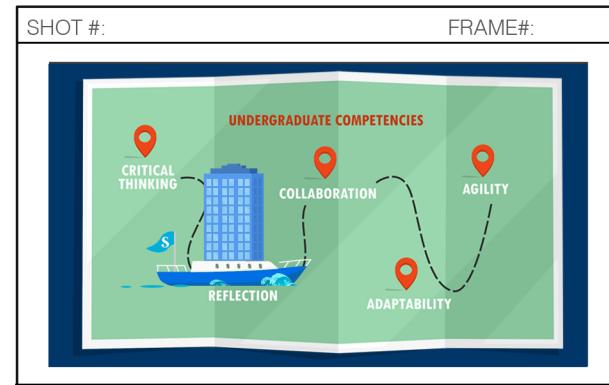 SHOT #: FRAME#:
UNDERGRADUATE COMPETENCIES
CRITICAL
THINKING
COLLABORATION
AGILITY
S
REFLECTION
ADAPTABILITY